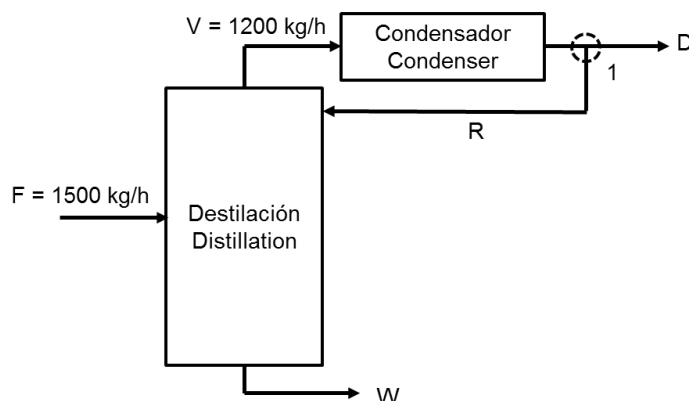 V = 1200 kg/h
Condensador
Condenser
D
1
R
F = 1500 kg/h
Destilación
Distillation
W